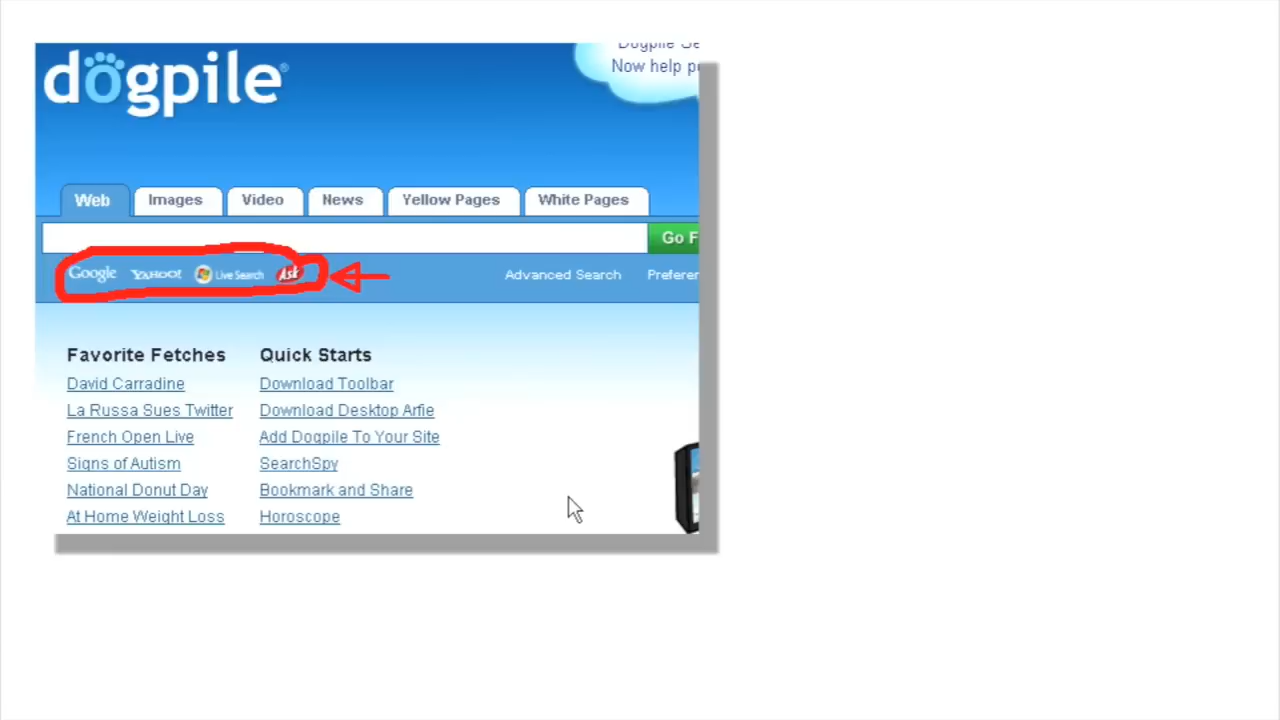 dogpile®
Now help
Web Images Video News Yellow Pages White Pages
Go
Google YAHOO! Live Search Ask Advanced Search
Favorite Fetches Quick Starts
David Carradine Download Toolbar
La Russa Sues Twitter Download Desktop Arfie
French Open Live Add Dogpile To Your Site
Signs of Autism SearchSpy
National Donut Day Bookmark and Share
At Home Weight Loss Horoscope